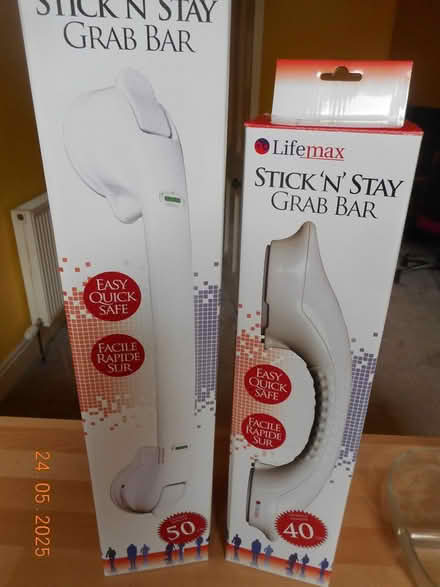 STICK 'N' STAY
GRAB BAR
EASY
QUICK
SAFE
FACILE
RAPIDE
SUR
50
Lifemax
STICK 'N' STAY
GRAB BAR
EASY
QUICK
SAFE
FACILE
RAPIDE
SUR
40
24.05.2025